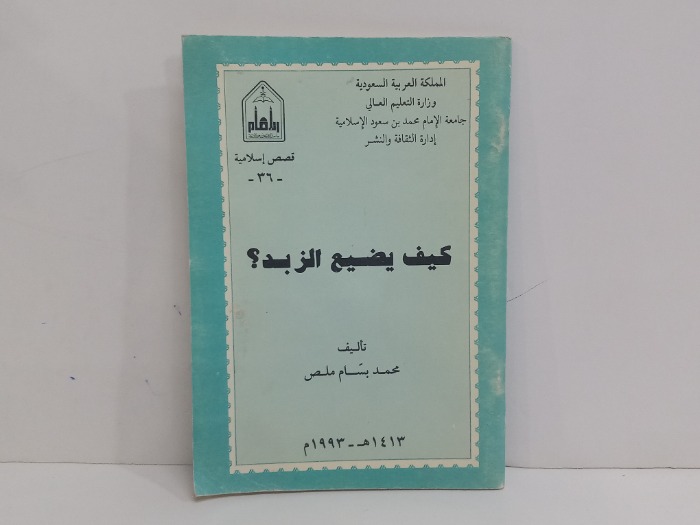 المملكة العربية السعودية
وزارة التعليم العالي
جامعة الإمام محمد بن سعود الإسلامية
إدارة الثقافة والنشر
قصص إسلامية
- ٣٦ -
كيف يضيع الزبد؟
تأليف
محمد بسّام ملص
١٤١٣هـ - ١٩٩٣م